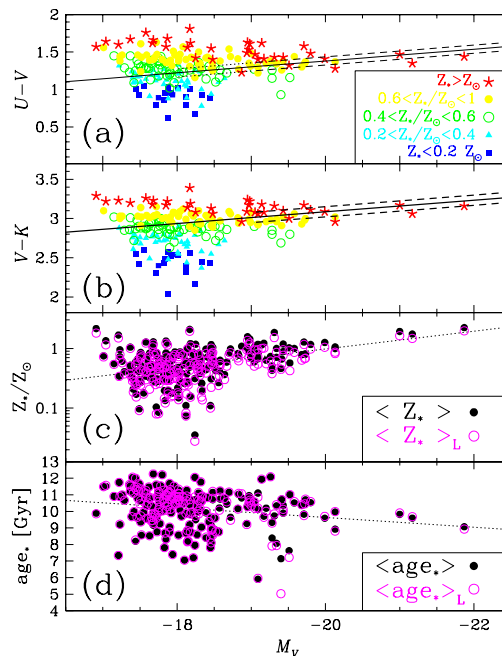 2
1.5
1
0.5
U-V
(a)
Z*>Z⊙
0.6<Z*/Z⊙<1
0.4<Z*/Z⊙<0.6
0.2<Z*/Z⊙<0.4
Z*<0.2 Z⊙
3.5
3
2.5
2
V-K
(b)
1
0.1
Z*/Z⊙
(c)
< Z* >
< Z* >L
13
12
11
10
9
8
7
6
5
4
age* [Gyr]
(d)
<age*>
<age*>L
-18
-20
-22
MV